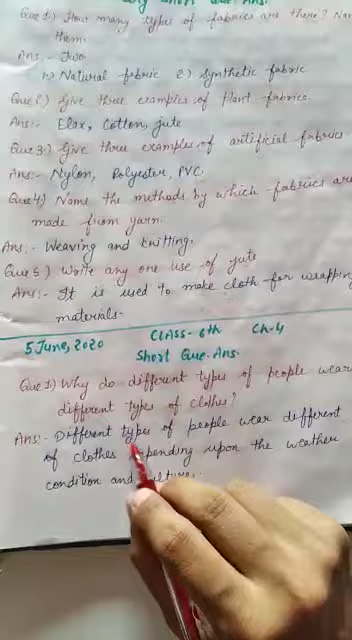 Very Short Que. Ans.
Que 1) How many types of fabrics are there? Name
them.
Ans :- Two.
1.) Natural fabric 2) Synthetic fabric
Que 2) Give three examples of Plant fabrics.
Ans:- Elax, Cotton, jute
Que 3:) Give three examples of artificial fabrics
Ans:- Nylon, Polyester, PVC.
Que 4) Name the methods by which fabrics are
made from yarn.
Ans:- Weaving and knitting.
Que 5) Write any one use of jute
Ans:- It is used to make cloth for wrapping
materials.
5 June, 2020 CLASS- 6th Ch-4
Short Que. Ans.
Que 1) Why do different types of people wear
different types of clothes?
Ans:- Different types of people wear different
of clothes depending upon the weather
condition and culture.